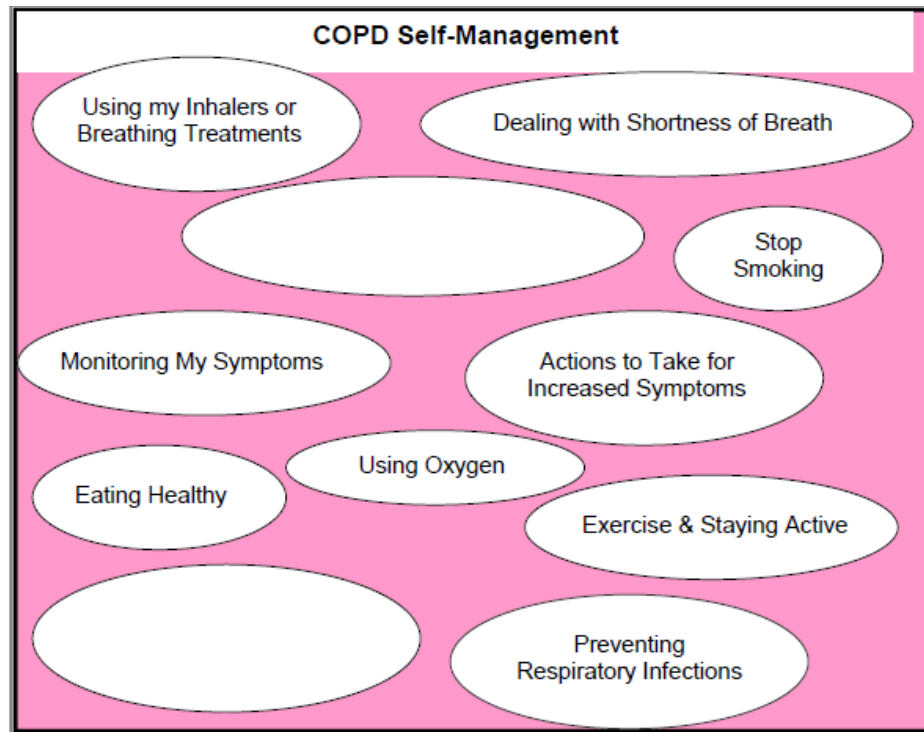 COPD Self-Management
Using my Inhalers or
Breathing Treatments
Dealing with Shortness of Breath
Stop
Smoking
Monitoring My Symptoms
Actions to Take for
Increased Symptoms
Using Oxygen
Eating Healthy
Exercise & Staying Active
Preventing
Respiratory Infections